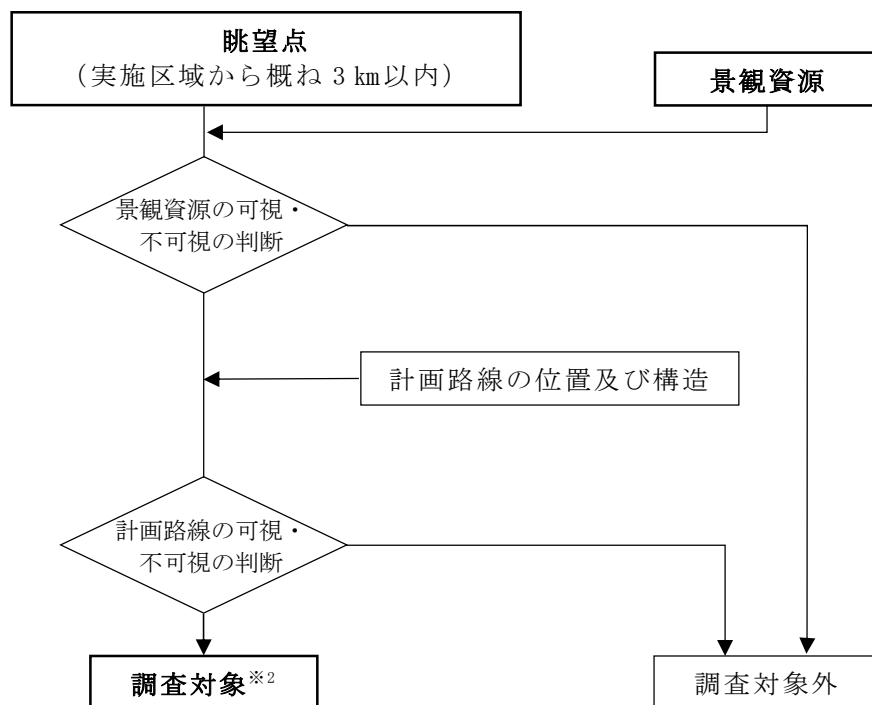 眺望点
（実施区域から概ね３㎞以内）
景観資源
景観資源の可視・
不可視の判断
計画路線の位置及び構造
計画路線の可視・
不可視の判断
調査対象※2
調査対象外